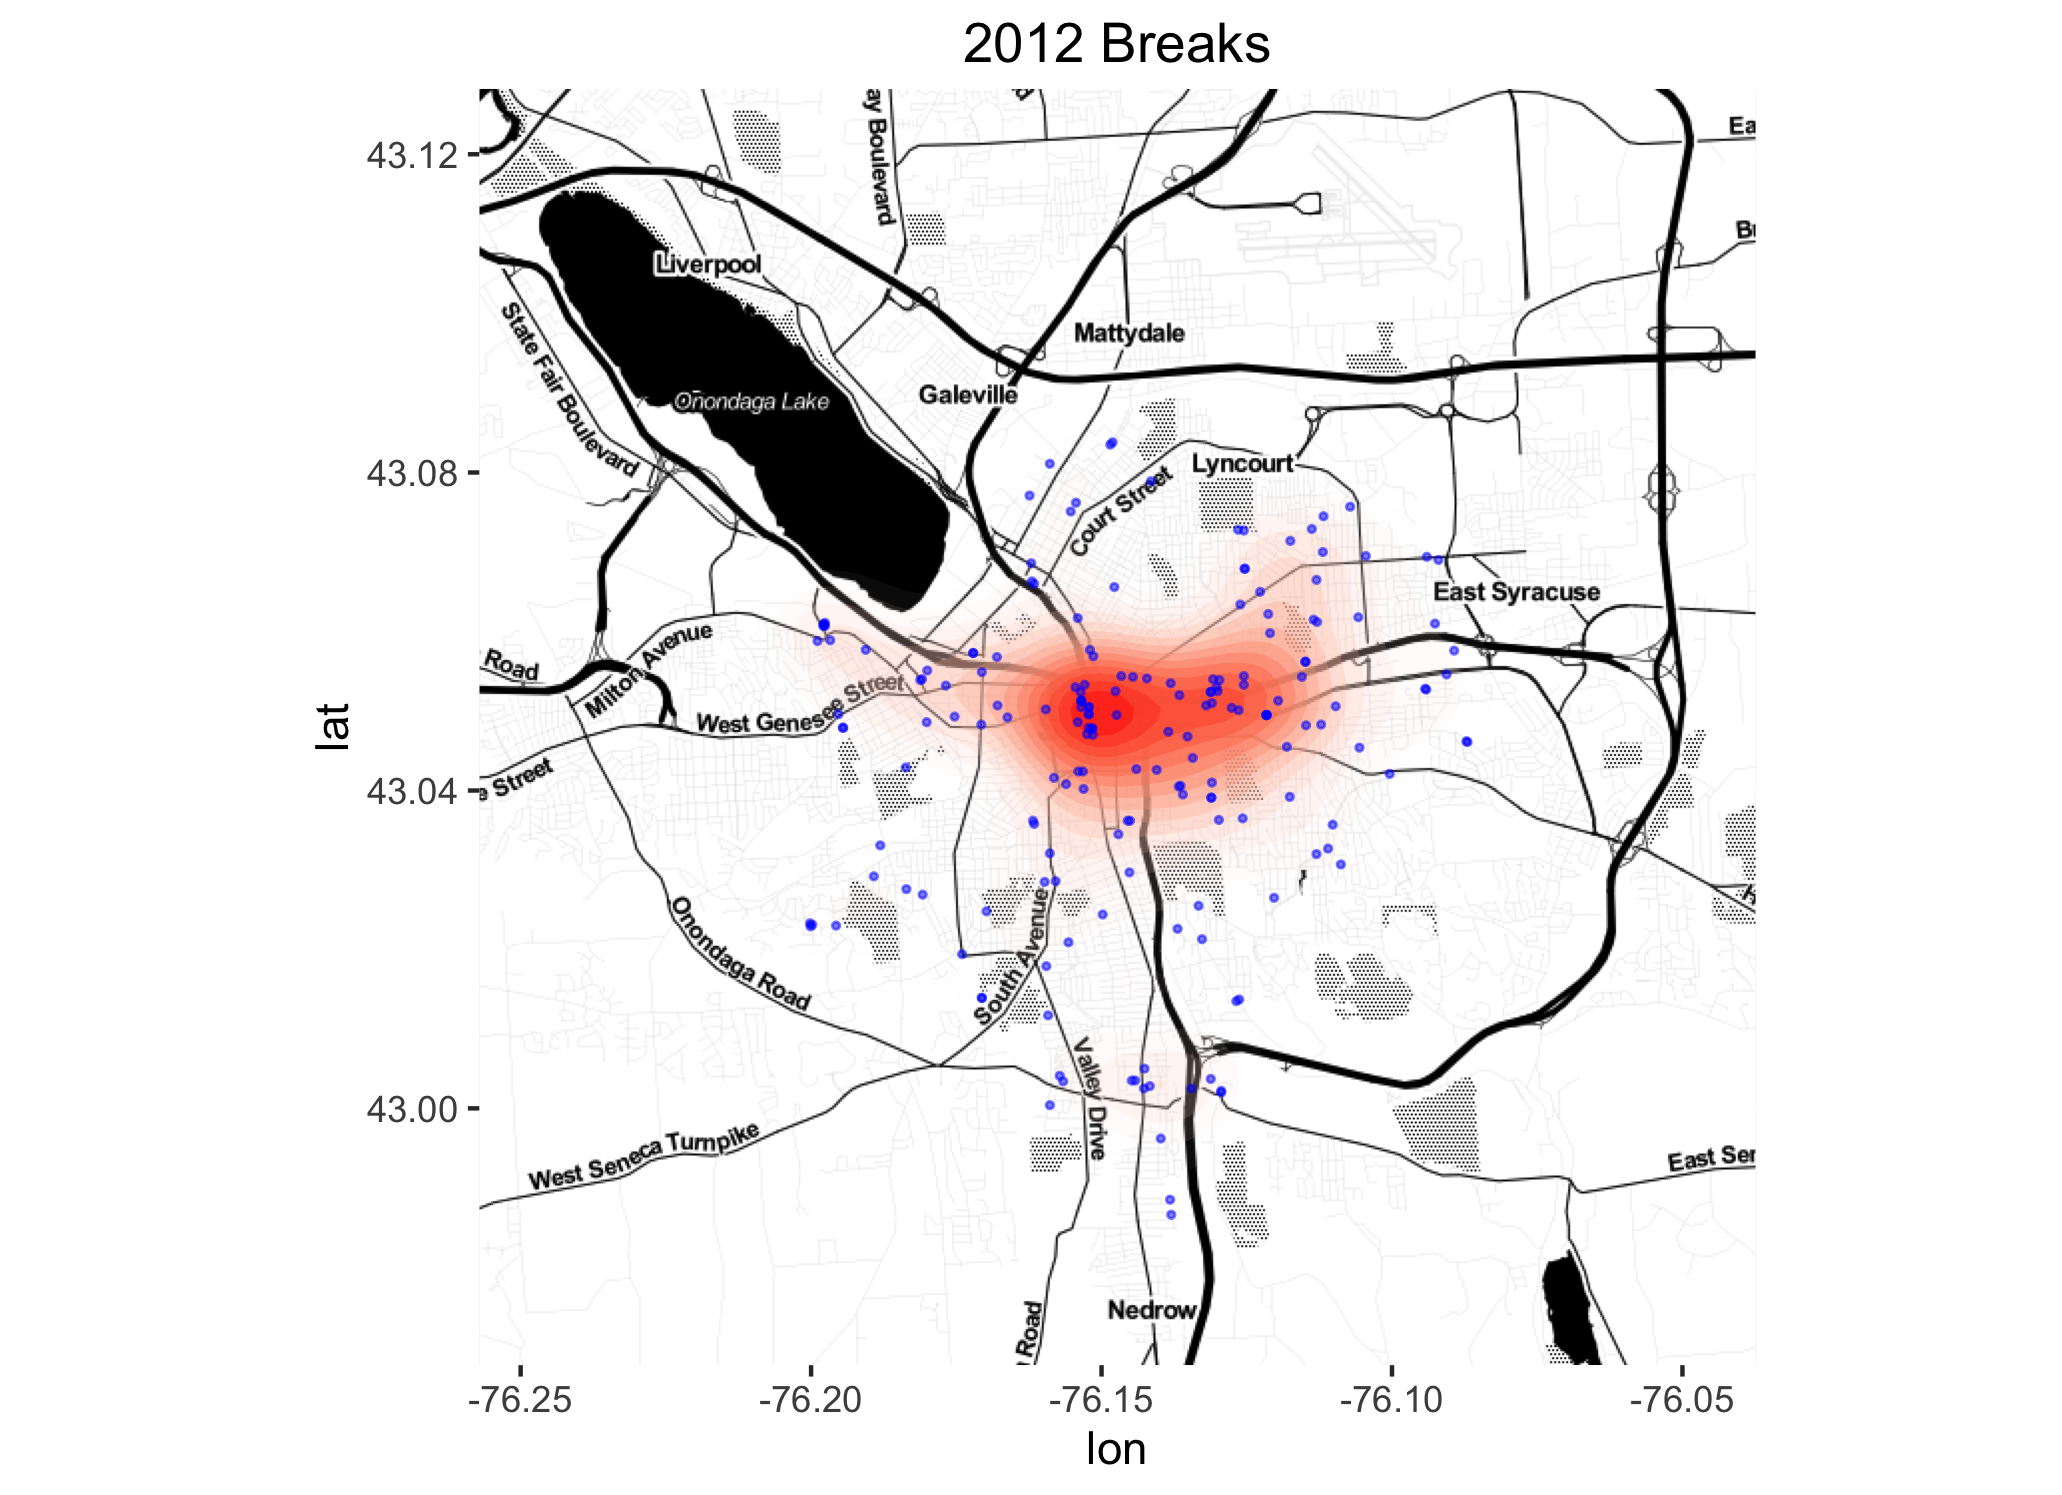 2012 Breaks
ay Boulevard
Ea
43.12
Bu
Liverpool
State Fair Boulevard
Mattydale
Galeville
Onondaga Lake
43.08
Lyncourt
Court Street
East Syracuse
Road
Milton Avenue
West Genesee Street
lat
e Street
43.04
Onondaga Road
South Avenue
Valley Drive
43.00
West Seneca Turnpike
East Sen
Nedrow
Road
-76.25
-76.20
-76.15
-76.10
-76.05
lon